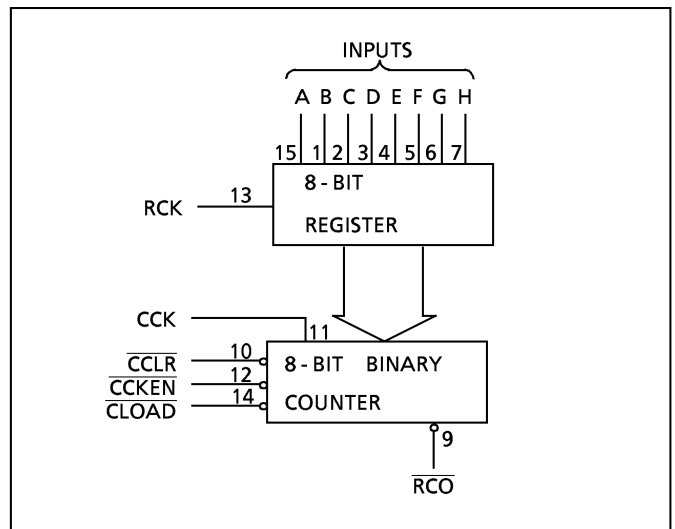 INPUTS
A B C D E F G H
15 1 2 3 4 5 6 7
8-BIT
13
RCK
REGISTER
CCK
11
10
CCLR
8-BIT BINARY
12
CCKEN
14
CLOAD
COUNTER
9
RCO